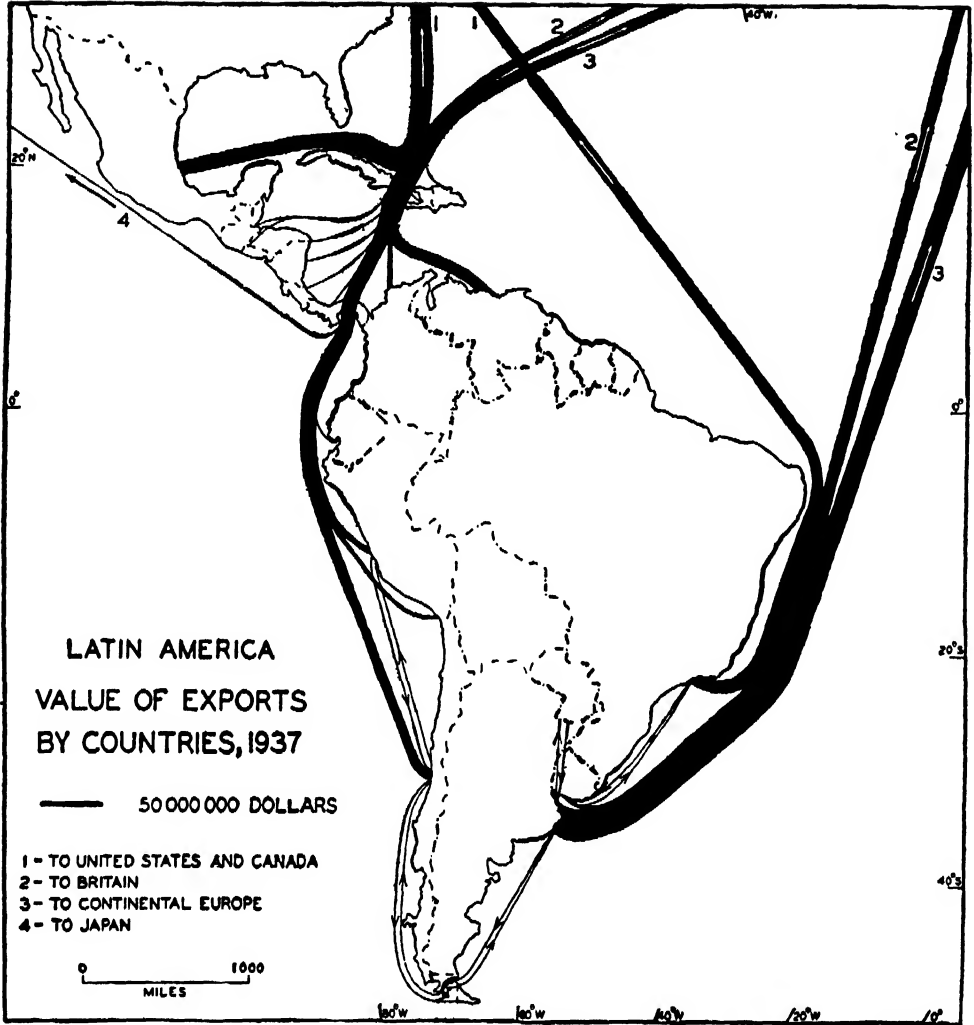 1 1 2 40°W.
3
2
20°N
4
3
0° 0°
LATIN AMERICA
VALUE OF EXPORTS
BY COUNTRIES, 1937
20°S
50 000 000 DOLLARS
1 - TO UNITED STATES AND CANADA
2 - TO BRITAIN
3 - TO CONTINENTAL EUROPE
4 - TO JAPAN
40°S
0 1000
MILES
80°W 60°W 40°W 20°W 0°